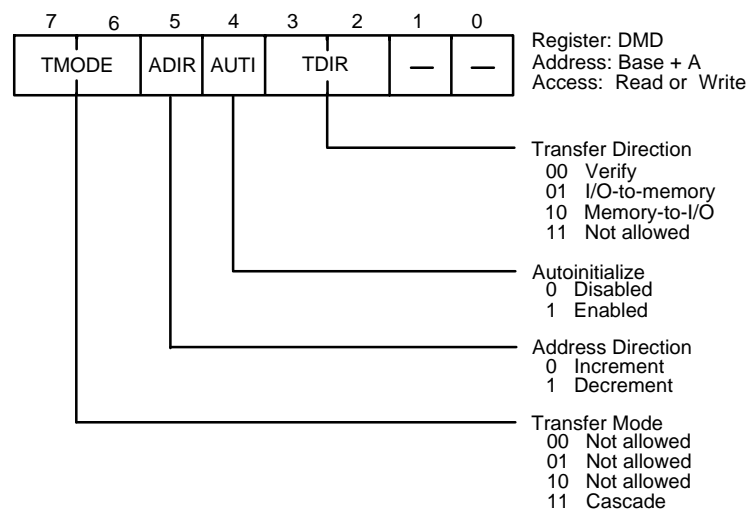 7 6 5 4 3 2 1 0
TMODE ADIR AUTI TDIR — —
Register: DMD
Address: Base + A
Access: Read or Write
Transfer Direction
00 Verify
01 I/O-to-memory
10 Memory-to-I/O
11 Not allowed
Autoinitialize
0 Disabled
1 Enabled
Address Direction
0 Increment
1 Decrement
Transfer Mode
00 Not allowed
01 Not allowed
10 Not allowed
11 Cascade